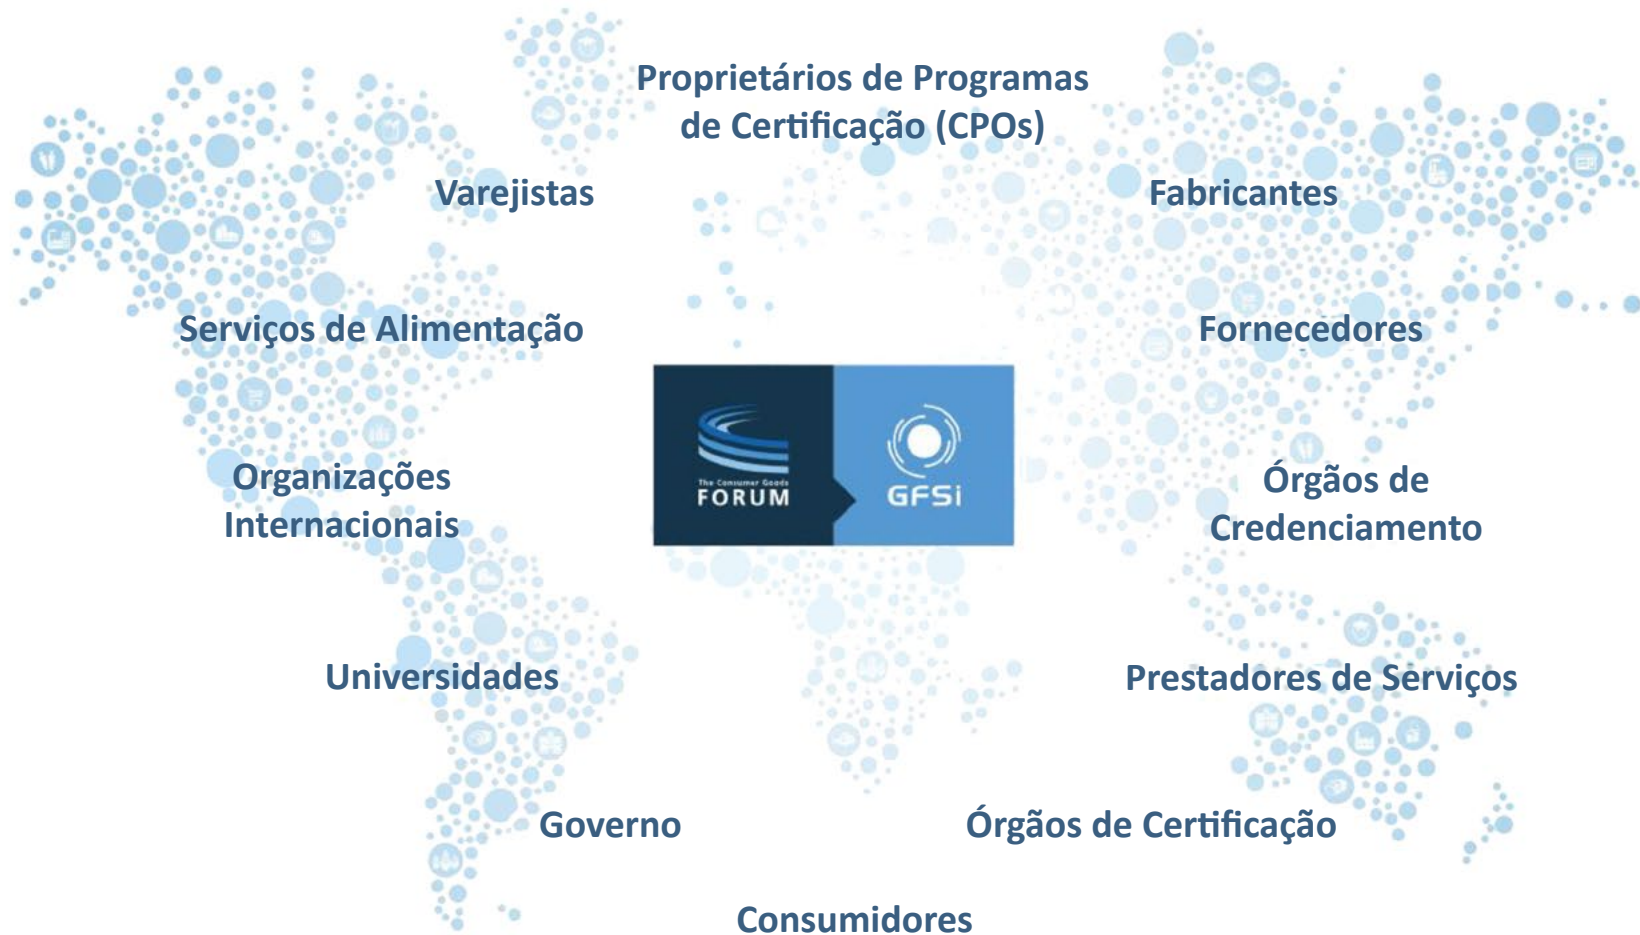 Proprietários de Programas
de Certificação (CPOs)
Varejistas
Fabricantes
Serviços de Alimentação
Fornecedores
The Consumer Goods
FORUM
GFSi
Organizações
Internacionais
Órgãos de
Credenciamento
Universidades
Prestadores de Serviços
Governo
Órgãos de Certificação
Consumidores